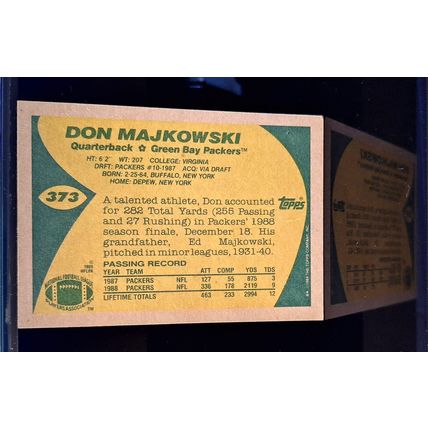 DON MAJKOWSKI
Quarterback ✪ Green Bay Packers™
HT: 6'2" WT: 207 COLLEGE: VIRGINIA
DRFT: PACKERS #10-1987 ACQ: VIA DRAFT
BORN: 2-25-64, BUFFALO, NEW YORK
HOME: DEPEW, NEW YORK
373
Topps
A talented athlete, Don accounted
for 282 Total Yards (255 Passing
and 27 Rushing) in Packers' 1988
season finale, December 18. His
grandfather, Ed Majkowski,
pitched in minor leagues, 1931-40.
PASSING RECORD
YEAR TEAM ATT COMP YDS TDS
1987 PACKERS NFL 127 55 875 3
1988 PACKERS NFL 336 178 2119 9
LIFETIME TOTALS 463 233 2994 12